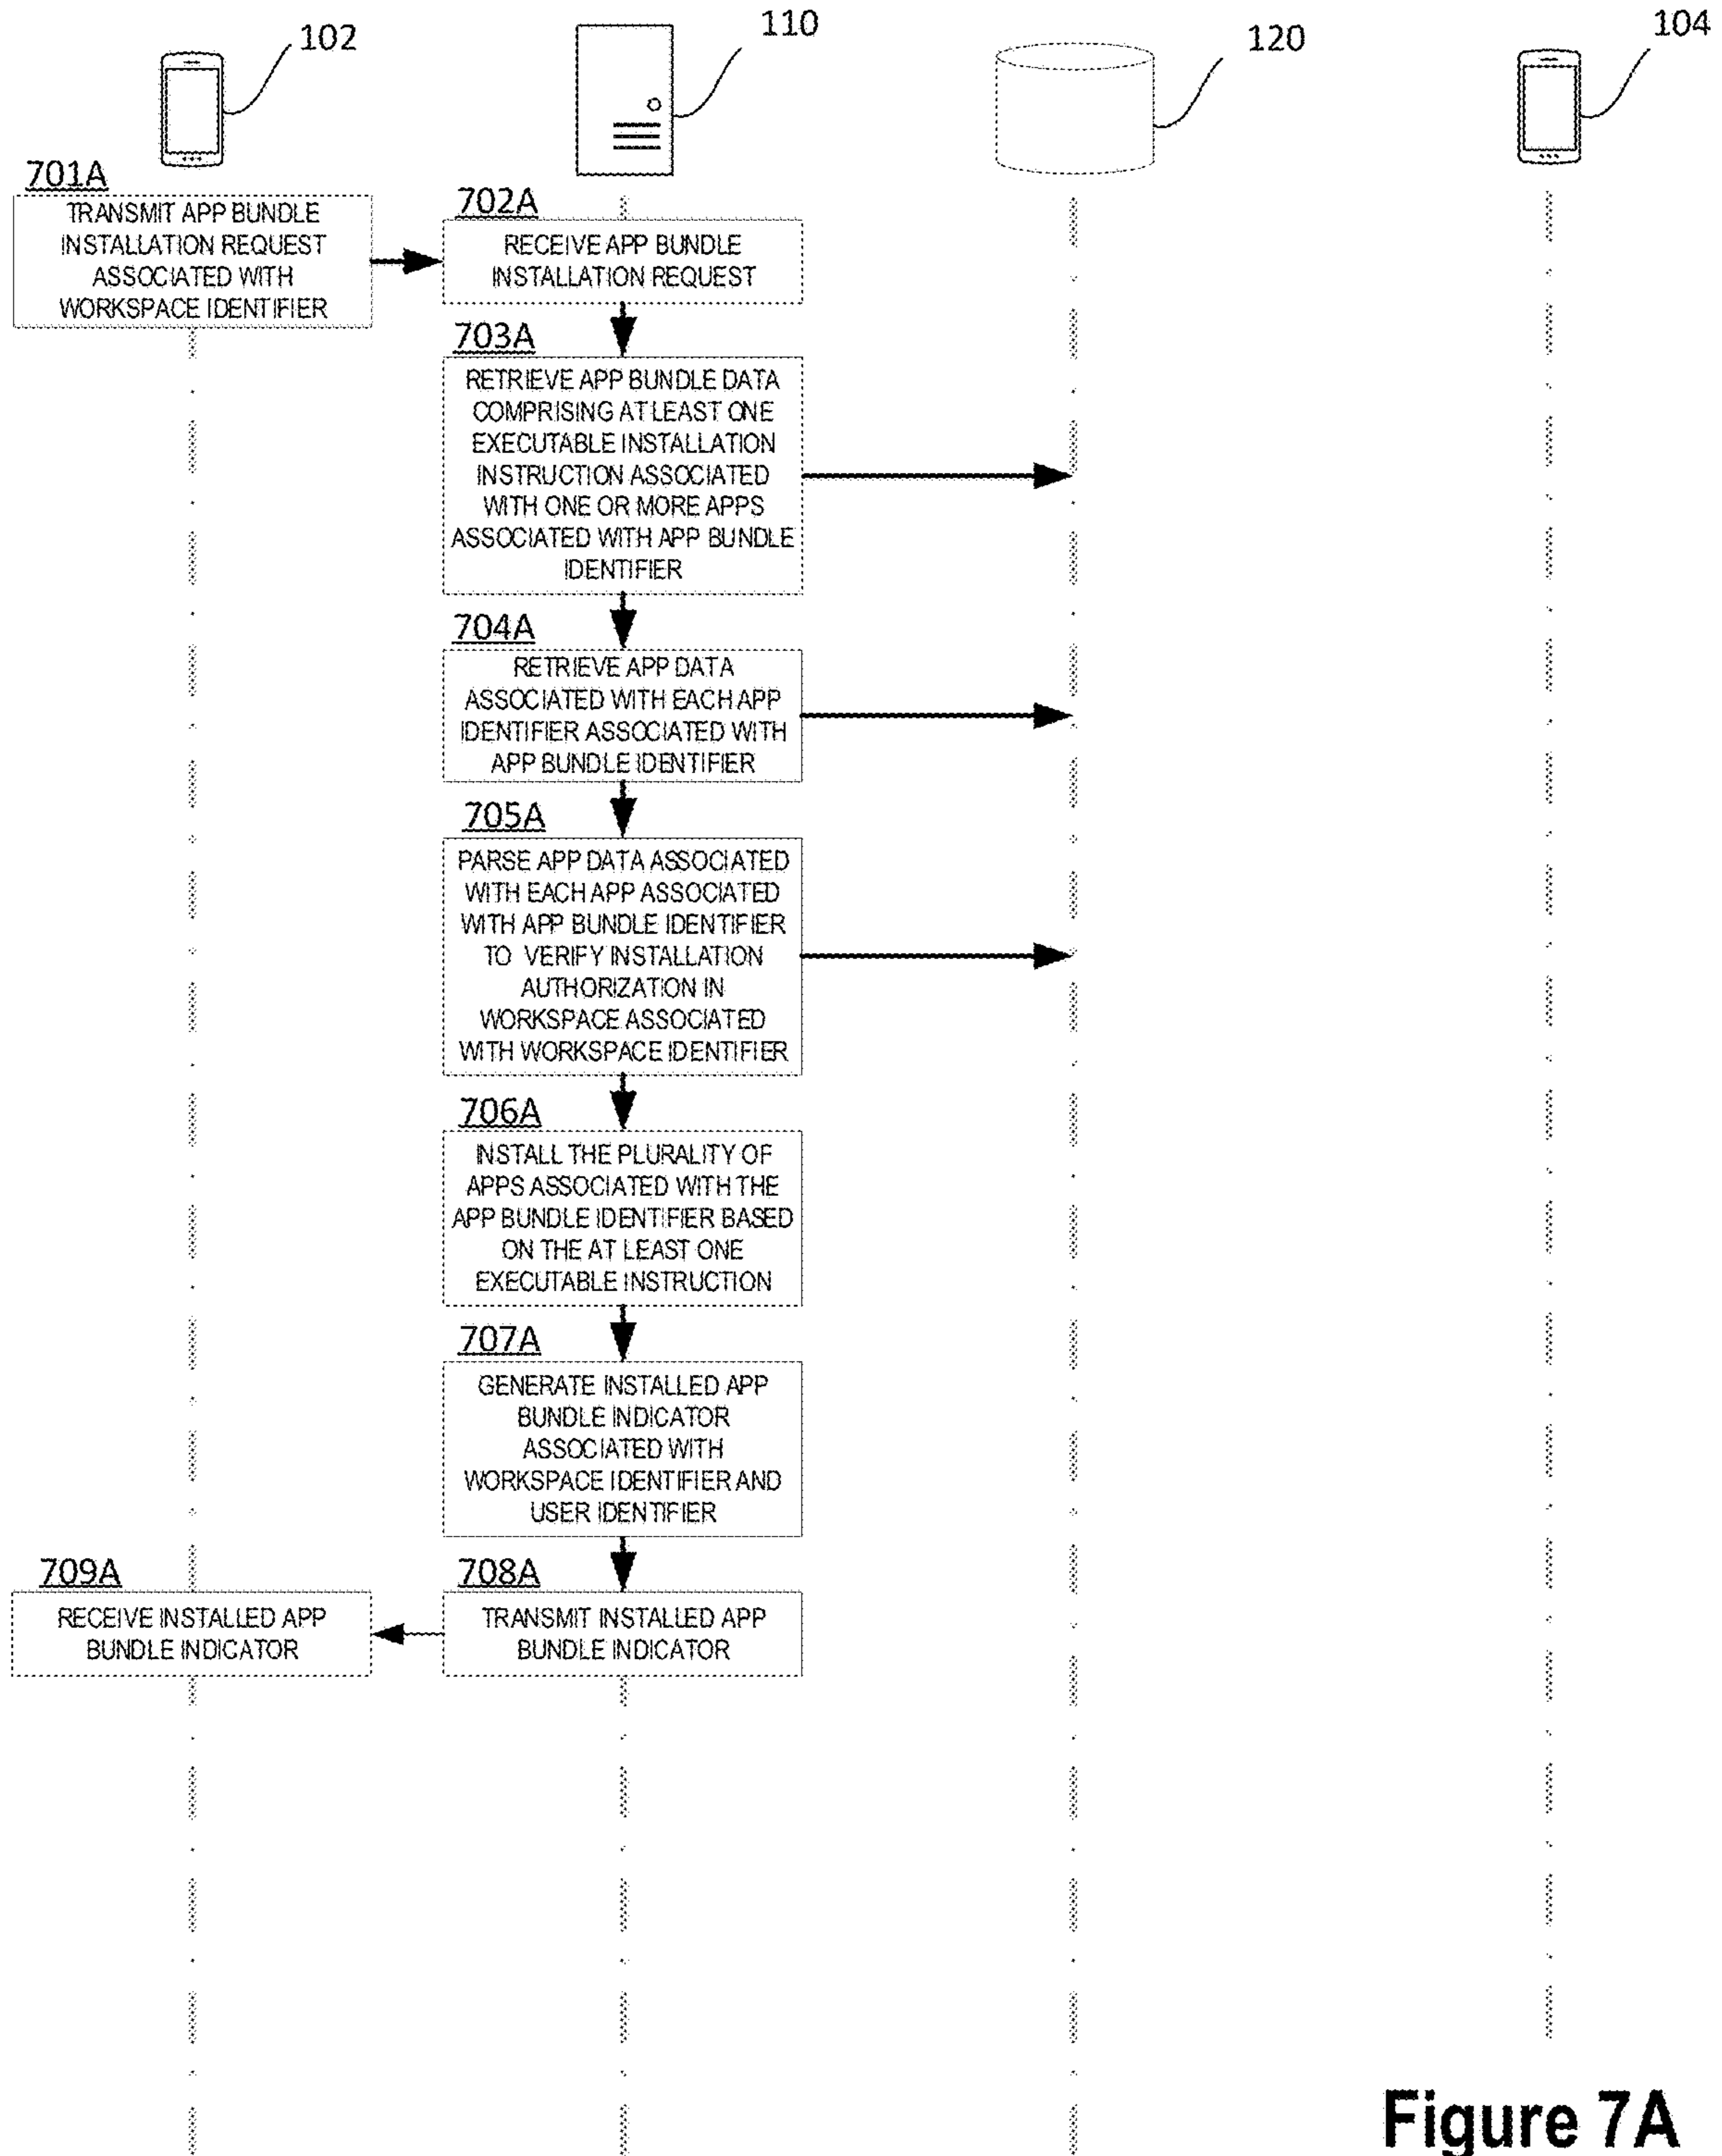 102
110
120
104
701A
TRANSMIT APP BUNDLE
INSTALLATION REQUEST
ASSOCIATED WITH
WORKSPACE IDENTIFIER
702A
RECEIVE APP BUNDLE
INSTALLATION REQUEST
703A
RETRIEVE APP BUNDLE DATA
COMPRISING AT LEAST ONE
EXECUTABLE INSTALLATION
INSTRUCTION ASSOCIATED
WITH ONE OR MORE APPS
ASSOCIATED WITH APP BUNDLE
IDENTIFIER
704A
RETRIEVE APP DATA
ASSOCIATED WITH EACH APP
IDENTIFIER ASSOCIATED WITH
APP BUNDLE IDENTIFIER
705A
PARSE APP DATA ASSOCIATED
WITH EACH APP ASSOCIATED
WITH APP BUNDLE IDENTIFIER
TO VERIFY INSTALLATION
AUTHORIZATION IN
WORKSPACE ASSOCIATED
WITH WORKSPACE IDENTIFIER
706A
INSTALL THE PLURALITY OF
APPS ASSOCIATED WITH THE
APP BUNDLE IDENTIFIER BASED
ON THE AT LEAST ONE
EXECUTABLE INSTRUCTION
707A
GENERATE INSTALLED APP
BUNDLE INDICATOR
ASSOCIATED WITH
WORKSPACE IDENTIFIER AND
USER IDENTIFIER
709A
RECEIVE INSTALLED APP
BUNDLE INDICATOR
708A
TRANSMIT INSTALLED APP
BUNDLE INDICATOR
Figure 7A